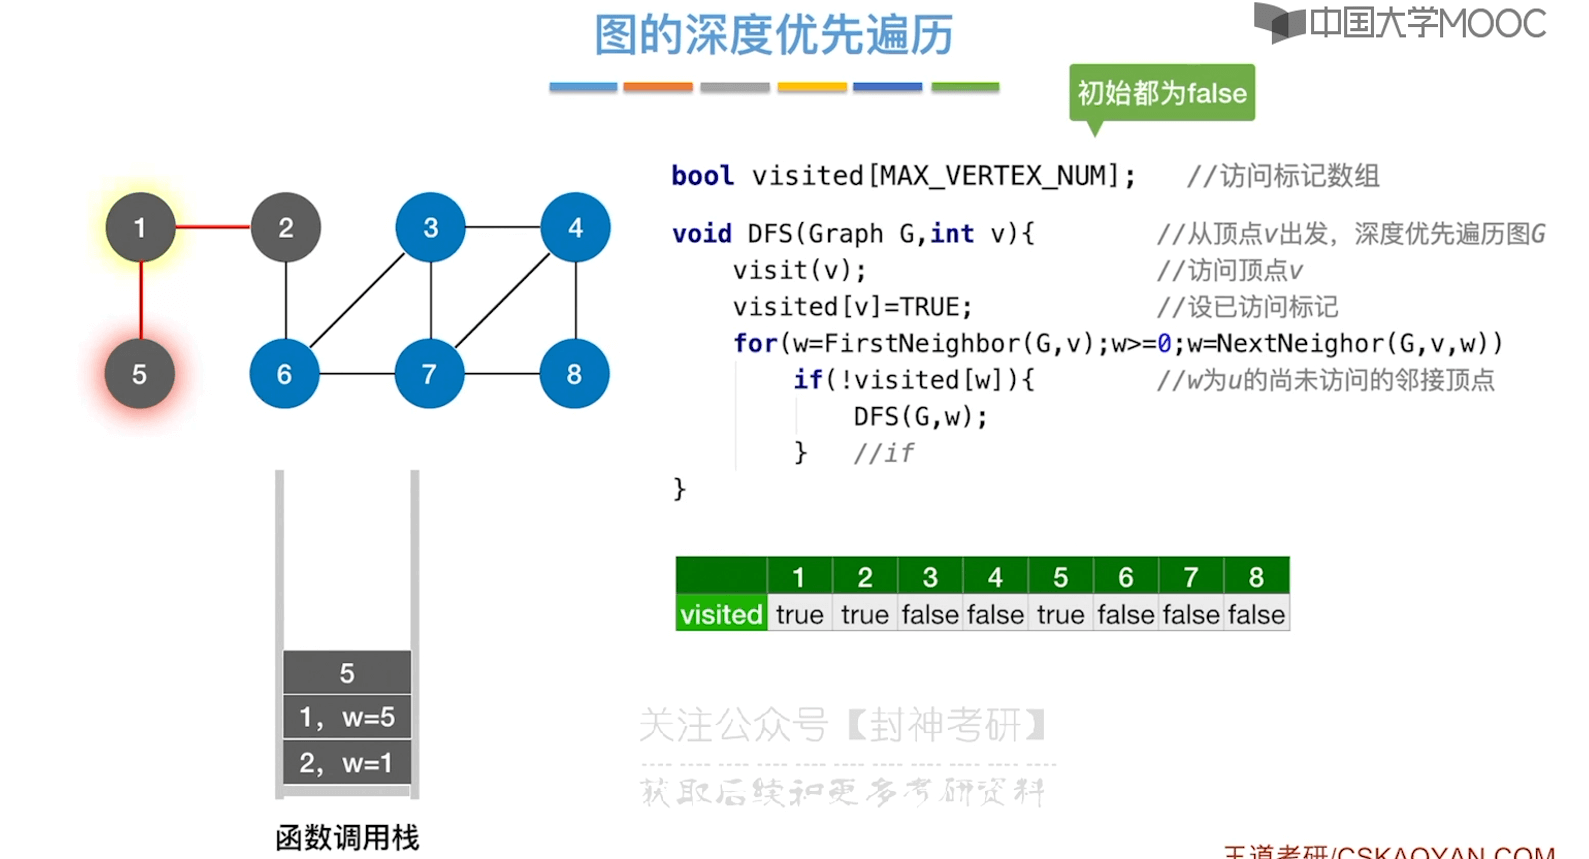 图的深度优先遍历
中国大学MOOC
初始都为false
bool visited[MAX_VERTEX_NUM]; //访问标记数组
void DFS(Graph G,int v){ //从顶点v出发，深度优先遍历图G
visit(v); //访问顶点v
visited[v]=TRUE; //设已访问标记
for(w=FirstNeighbor(G,v);w>=0;w=NextNeighor(G,v,w))
if(!visited[w]){ //w为u的尚未访问的邻接顶点
DFS(G,w);
} //if
}
1 2 3 4
5 6 7 8
1 2 3 4 5 6 7 8
visited true true false false true false false false
5
1, w=5
2, w=1
函数调用栈
关注公众号【封神考研】
获取后续和更多考研资料
王道考研/CSKAOYAN.COM